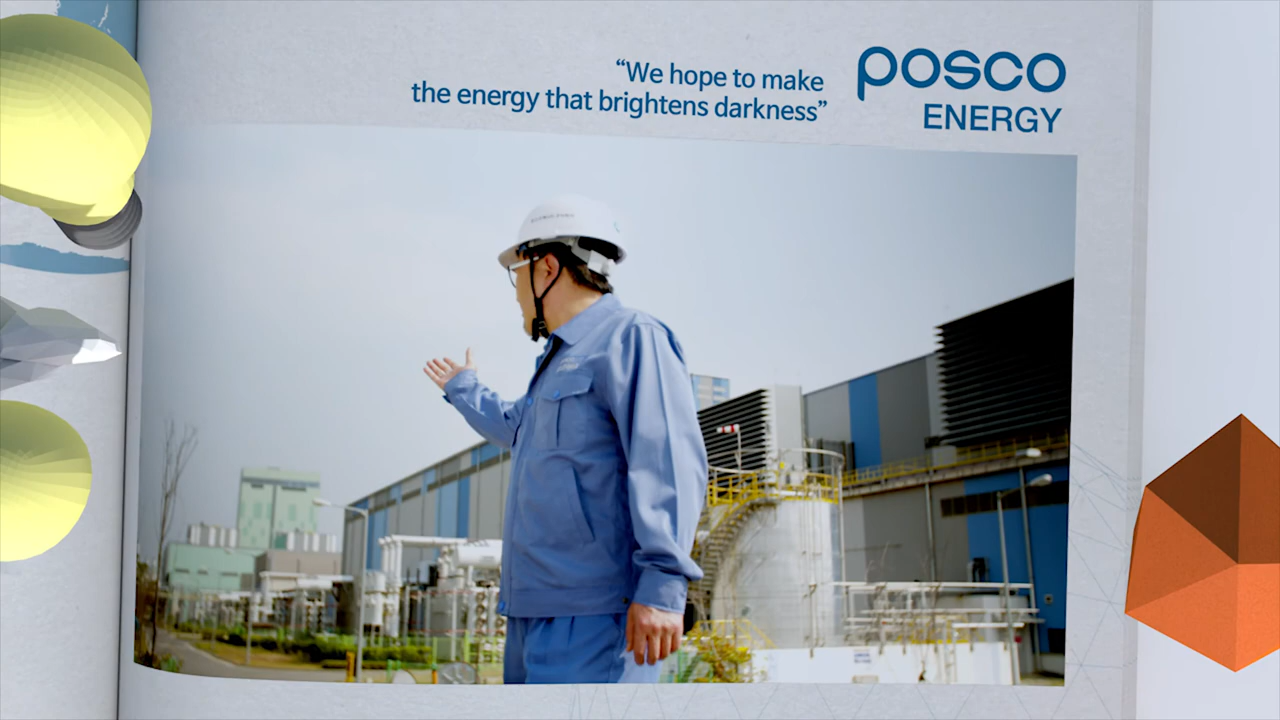 “We hope to make
the energy that brightens darkness”
posco
ENERGY